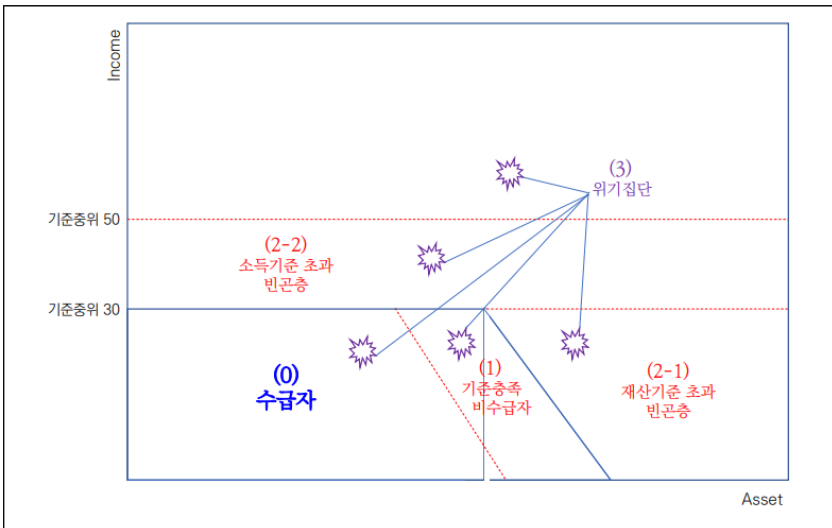 Income
(3)
위기집단
기준중위 50
(2-2)
소득기준 초과
빈곤층
기준중위 30
(0)
수급자
(1)
기준충족
비수급자
(2-1)
재산기준 초과
빈곤층
Asset